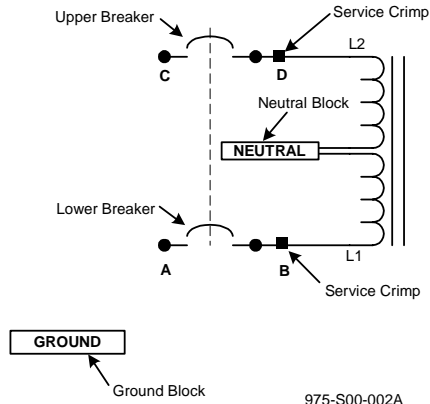 Upper Breaker
Service Crimp
L2
C
D
Neutral Block
NEUTRAL
Lower Breaker
A
B
L1
Service Crimp
GROUND
Ground Block
975-S00-002A